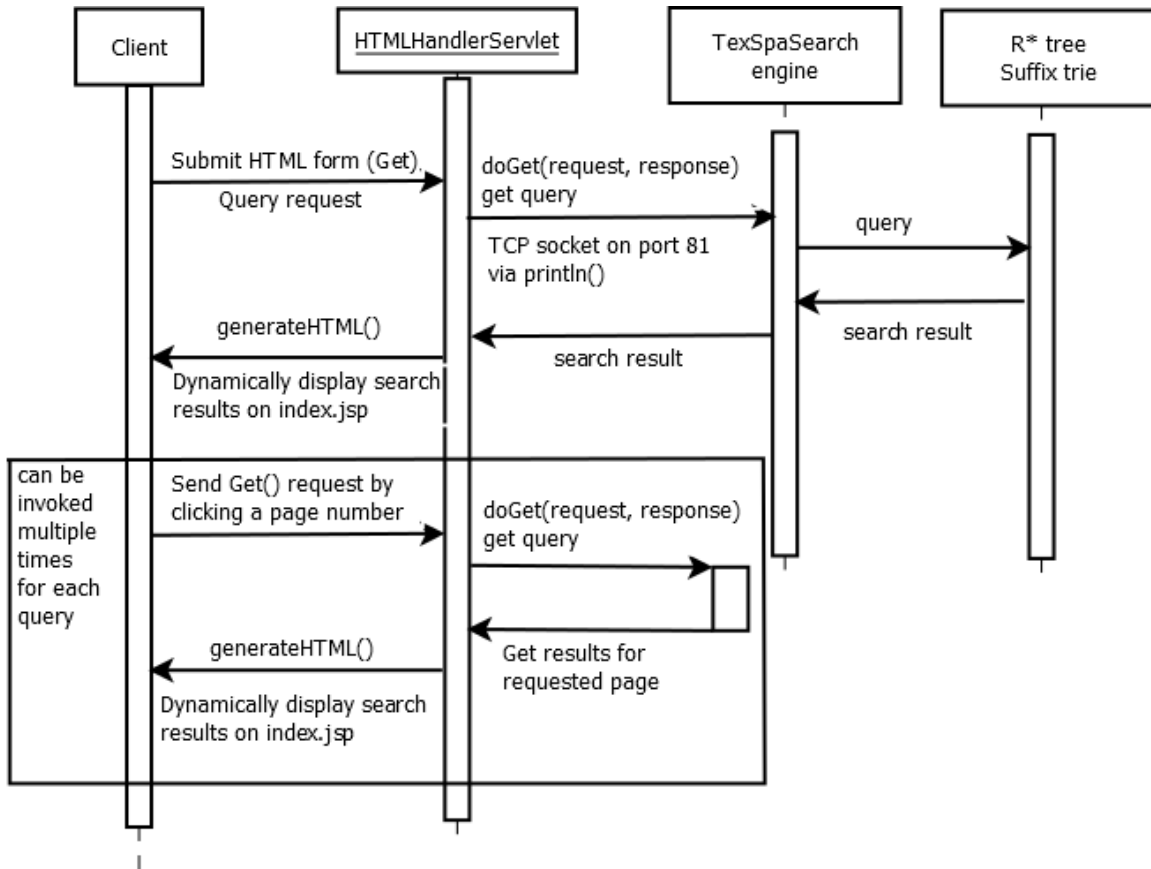 Client
HTMLHandlerServlet
TexSpaSearch
engine
R* tree
Suffix trie
Submit HTML form (Get)
Query request
doGet(request, response)
get query
TCP socket on port 81
via println()
query
search result
search result
generateHTML()
Dynamically display search
results on index.jsp
can be
invoked
multiple
times
for each
query
Send Get() request by
clicking a page number
doGet(request, response)
get query
Get results for
requested page
generateHTML()
Dynamically display search
results on index.jsp